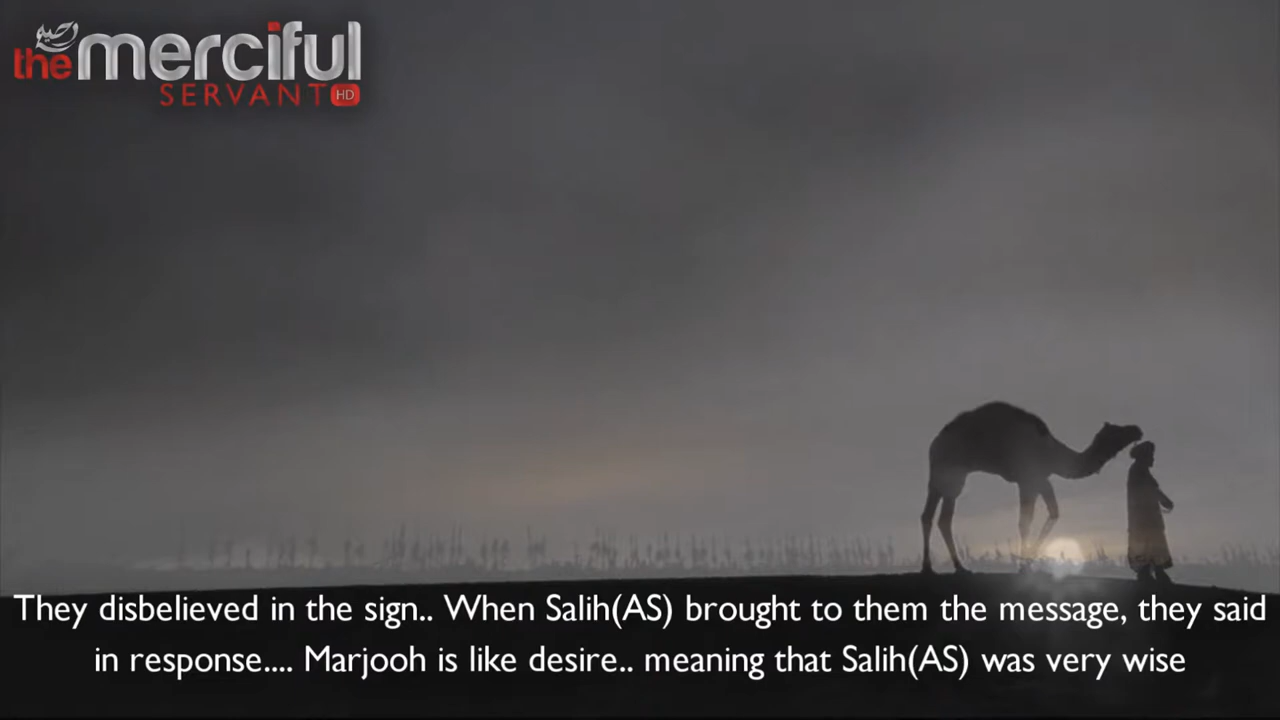 the merciful
SERVANT HD
They disbelieved in the sign.. When Salih(AS) brought to them the message, they said
in response.... Marjooh is like desire.. meaning that Salih(AS) was very wise